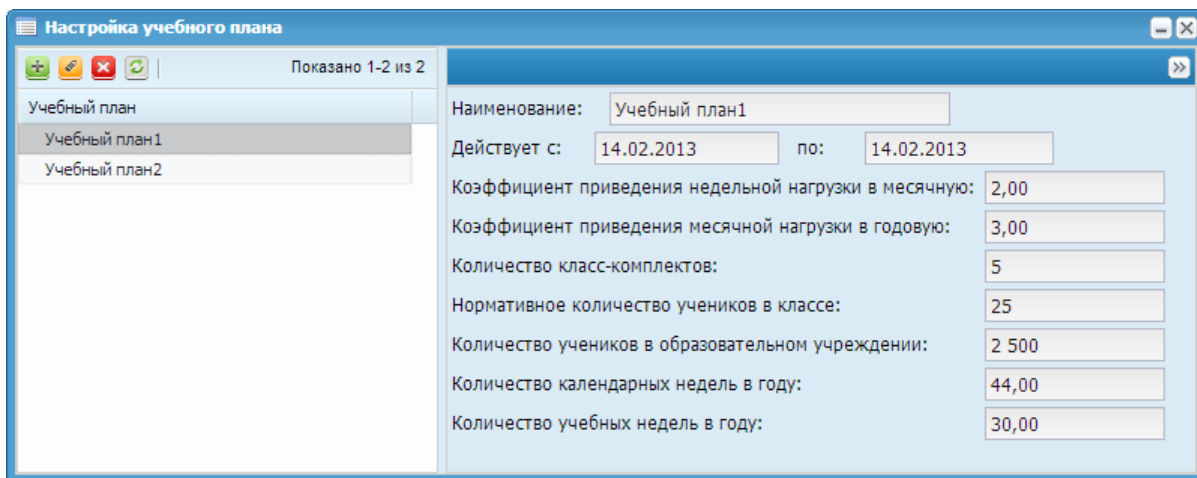 Настройка учебного плана
Показано 1-2 из 2
Учебный план
Учебный план1
Учебный план2
Наименование: Учебный план1
Действует с: 14.02.2013 по: 14.02.2013
Коэффициент приведения недельной нагрузки в месячную: 2,00
Коэффициент приведения месячной нагрузки в годовую: 3,00
Количество класс-комплектов: 5
Нормативное количество учеников в классе: 25
Количество учеников в образовательном учреждении: 2 500
Количество календарных недель в году: 44,00
Количество учебных недель в году: 30,00